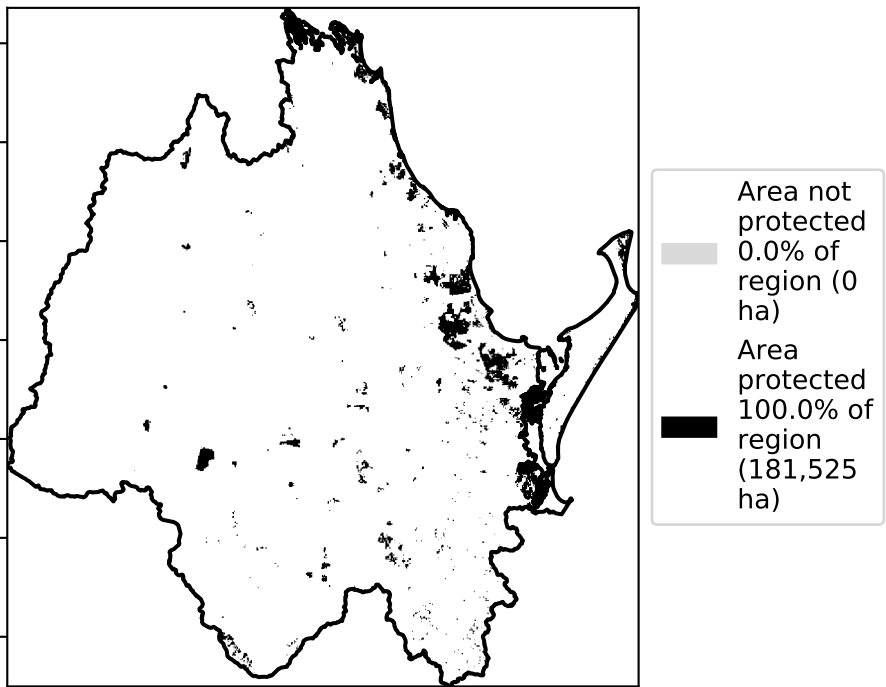 Area not
protected
0.0% of
region (0
ha)
Area
protected
100.0% of
region
(181,525
ha)